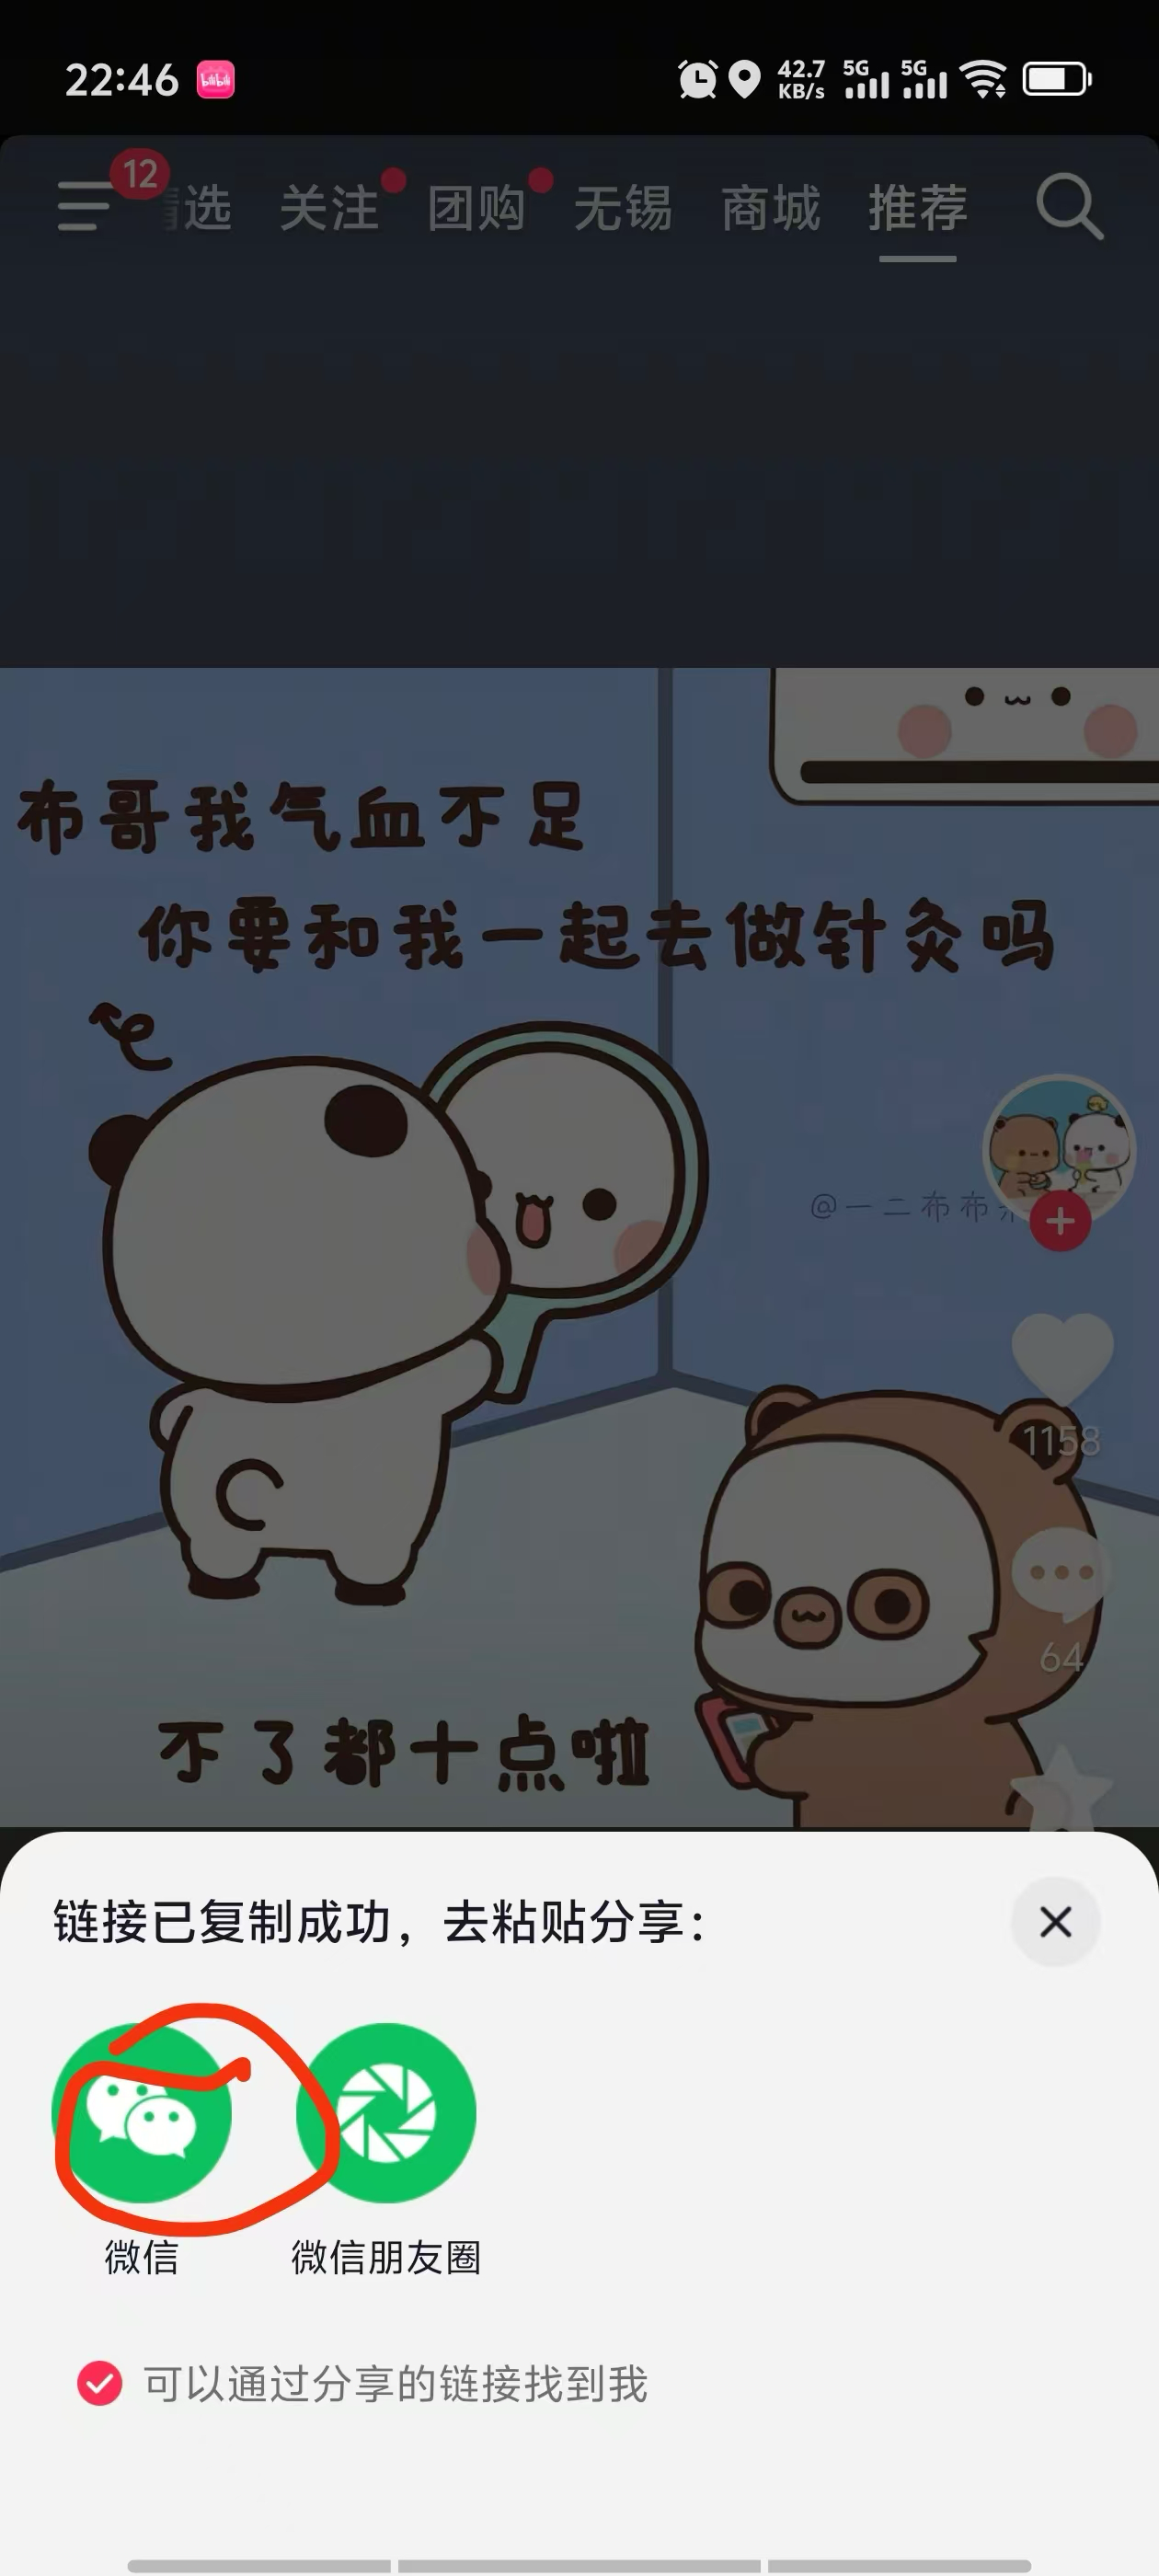 22:46
42.7
KB/s
5G
5G
12
选 关注 团购 无锡 商城 推荐
布哥我气血不足
你要和我一起去做针灸吗
@一二布布
1158
64
不了都十点啦
链接已复制成功，去粘贴分享：
微信
微信朋友圈
可以通过分享的链接找到我